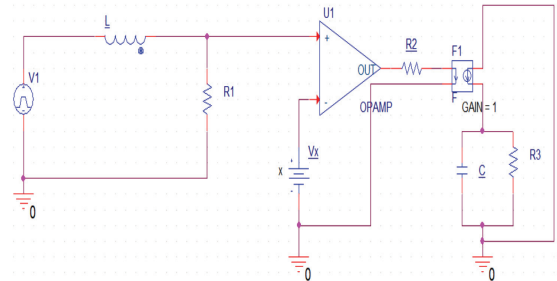 L
U1
V1
R1
+
-
OUT
OPAMP
R2
F1
F
GAIN = 1
Vx
x
C
R3
0
0
0